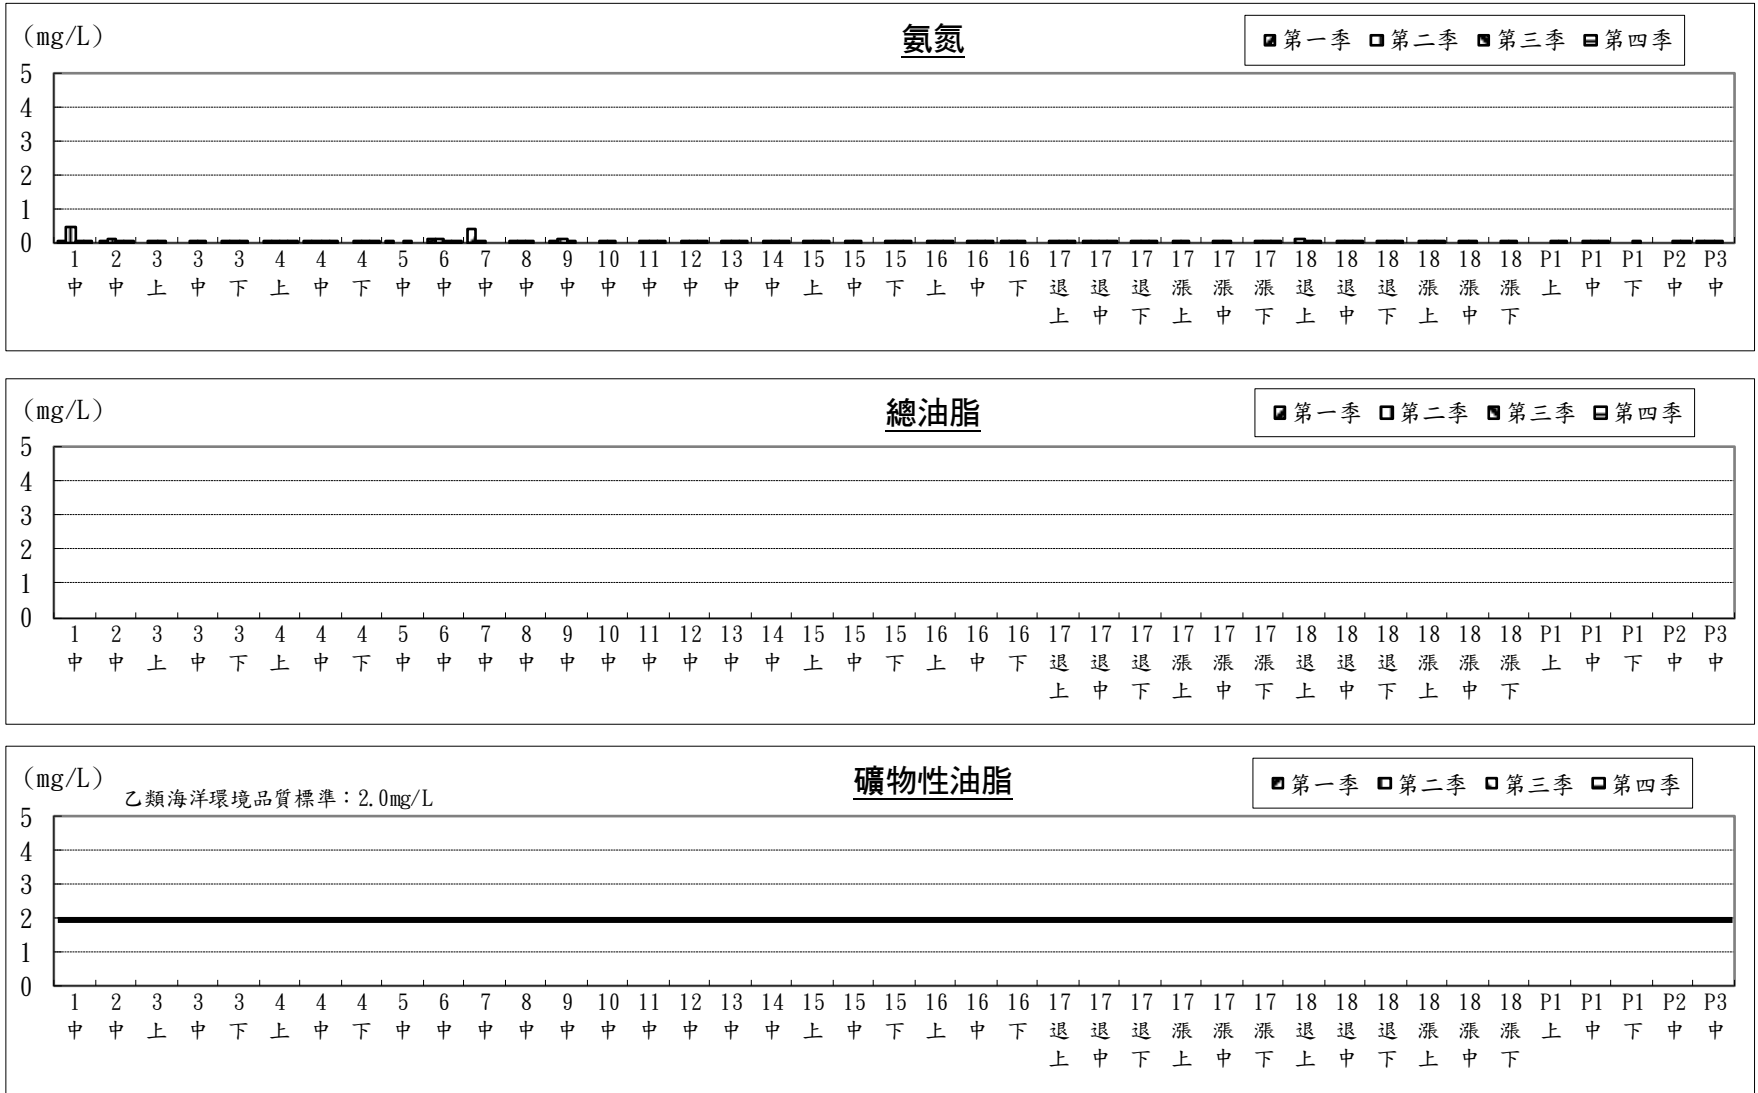 (mg/L)
氨氮
第一季 第二季 第三季 第四季
5
4
3
2
1
0
1 2 3 3 3 4 4 4 5 6 7 8 9 10 11 12 13 14 15 15 15 16 16 16 17 17 17 17 17 17 18 18 18 18 18 18 P1 P1 P1 P2 P3
中 中 上 中 下 上 中 下 中 中 中 中 中 中 中 中 中 中 上 中 下 上 中 下 退 退 退 漲 漲 漲 退 退 退 漲 漲 漲 上 中 下 中 中
上 中 下 上 中 下 上 中 下 上 中 下
(mg/L)
總油脂
第一季 第二季 第三季 第四季
5
4
3
2
1
0
1 2 3 3 3 4 4 4 5 6 7 8 9 10 11 12 13 14 15 15 15 16 16 16 17 17 17 17 17 17 18 18 18 18 18 18 P1 P1 P1 P2 P3
中 中 上 中 下 上 中 下 中 中 中 中 中 中 中 中 中 中 上 中 下 上 中 下 退 退 退 漲 漲 漲 退 退 退 漲 漲 漲 上 中 下 中 中
上 中 下 上 中 下 上 中 下 上 中 下
(mg/L)
礦物性油脂
第一季 第二季 第三季 第四季
乙類海洋環境品質標準：2.0mg/L
5
4
3
2
1
0
1 2 3 3 3 4 4 4 5 6 7 8 9 10 11 12 13 14 15 15 15 16 16 16 17 17 17 17 17 17 18 18 18 18 18 18 P1 P1 P1 P2 P3
中 中 上 中 下 上 中 下 中 中 中 中 中 中 中 中 中 中 上 中 下 上 中 下 退 退 退 漲 漲 漲 退 退 退 漲 漲 漲 上 中 下 中 中
上 中 下 上 中 下 上 中 下 上 中 下